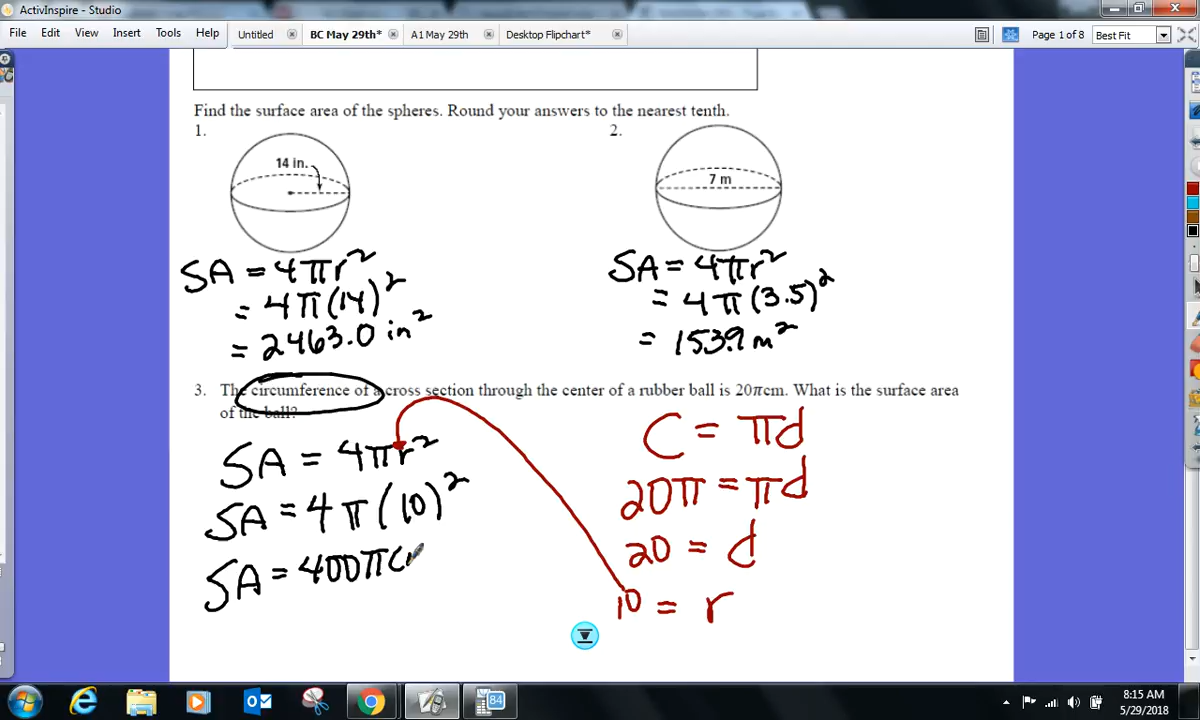 ActivInspire - Studio
File Edit View Insert Tools Help
Untitled BC May 29th* A1 May 29th Desktop Flipchart*
Page 1 of 8 Best Fit
Find the surface area of the spheres. Round your answers to the nearest tenth.
1.
14 in.
SA = 4πr²
= 4π(14)²
= 2463.0 in²
2.
7 m
SA = 4πr²
= 4π(3.5)²
= 153.9 m²
3. The circumference of a cross section through the center of a rubber ball is 20πcm. What is the surface area
of the ball?
SA = 4πr²
SA = 4π(10)²
SA = 400πc
C = πd
20π = πd
20 = d
10 = r
84
8:15 AM
5/29/2018